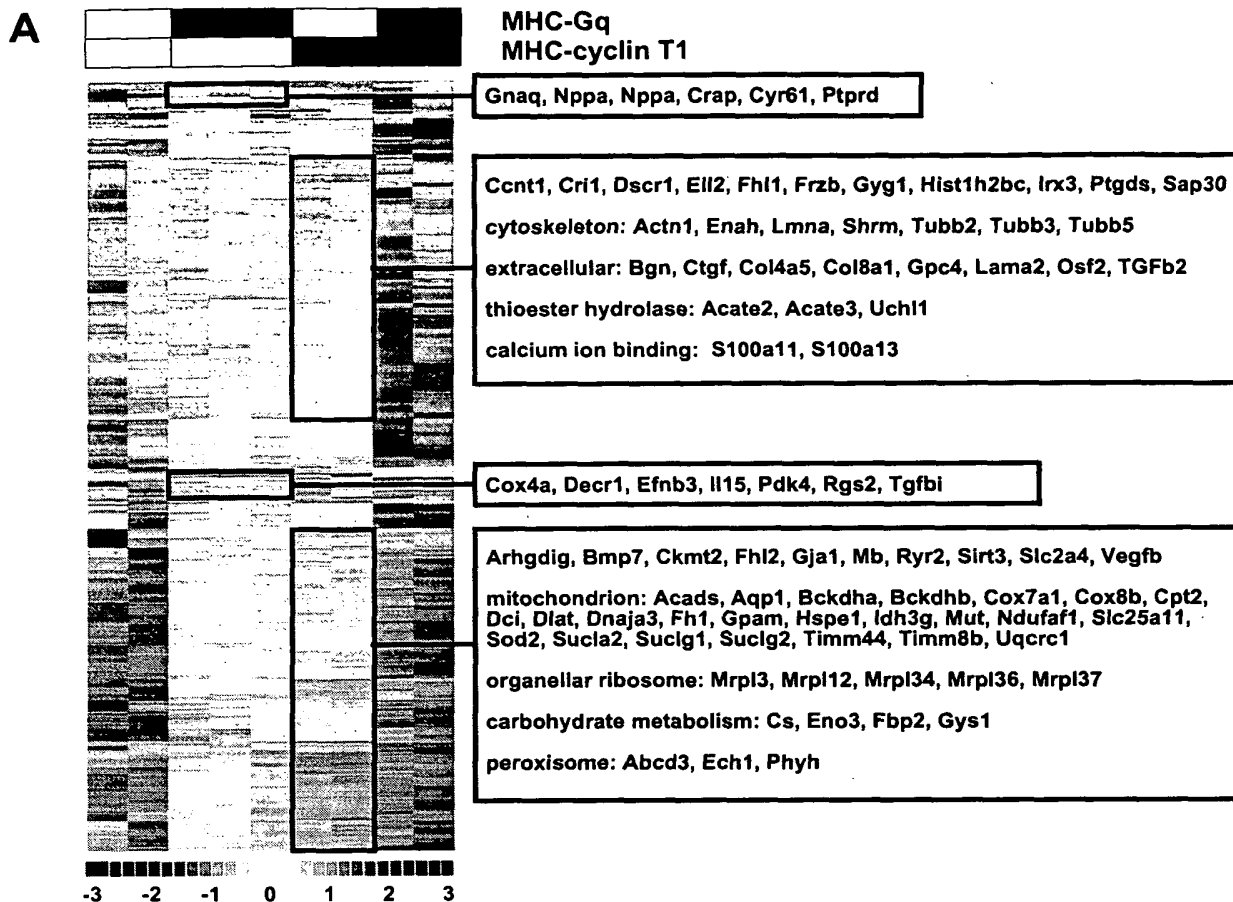 A
MHC-Gq
MHC-cyclin T1
Gnaq, Nppa, Nppa, Crap, Cyr61, Ptprd
Ccnt1, Cri1, Dscr1, Ell2, Fhl1, Frzb, Gyg1, Hist1h2bc, Irx3, Ptgds, Sap30
cytoskeleton: Actn1, Enah, Lmna, Shrm, Tubb2, Tubb3, Tubb5
extracellular: Bgn, Ctgf, Col4a5, Col8a1, Gpc4, Lama2, Osf2, TGFb2
thioester hydrolase: Acate2, Acate3, Uchl1
calcium ion binding: S100a11, S100a13
Cox4a, Decr1, Efnb3, Il15, Pdk4, Rgs2, Tgfbi
Arhgdig, Bmp7, Ckmt2, Fhl2, Gja1, Mb, Ryr2, Sirt3, Slc2a4, Vegfb
mitochondrion: Acads, Aqp1, Bckdha, Bckdhb, Cox7a1, Cox8b, Cpt2,
Dci, Dlat, Dnaja3, Fh1, Gpam, Hspe1, Idh3g, Mut, Ndufaf1, Slc25a11,
Sod2, Sucla2, Suclg1, Suclg2, Timm44, Timm8b, Uqcrc1
organellar ribosome: Mrpl3, Mrpl12, Mrpl34, Mrpl36, Mrpl37
carbohydrate metabolism: Cs, Eno3, Fbp2, Gys1
peroxisome: Abcd3, Ech1, Phyh
-3 -2 -1 0 1 2 3